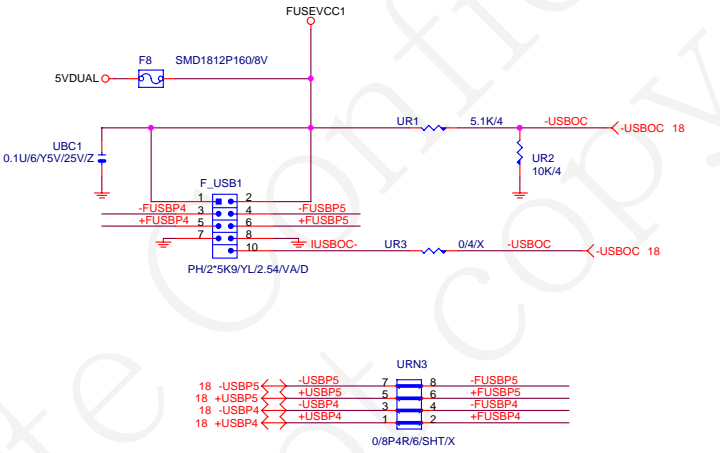 FUSEVCC1
F8 SMD1812P160/8V
5VDUAL
UR1 5.1K/4 -USBOC -USBOC 18
UBC1
0.1U/6/Y5V/25V/Z
UR2
10K/4
F_USB1
1 2
-FUSBP4 3 4 -FUSBP5
+FUSBP4 5 6 +FUSBP5
7 8
10 IUSBOC- UR3 0/4/X -USBOC -USBOC 18
PH/2*5K9/YL/2.54/VA/D
URN3
18 -USBP5 -USBP5 7 8 -FUSBP5
18 +USBP5 +USBP5 5 6 +FUSBP5
18 -USBP4 -USBP4 3 4 -FUSBP4
18 +USBP4 +USBP4 1 2 +FUSBP4
0/8P4R/6/SHT/X